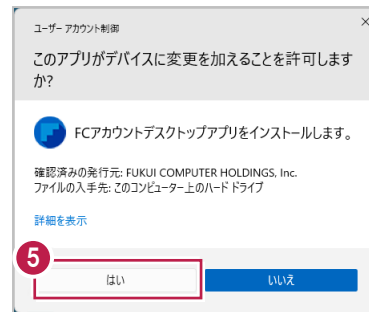 ユーザー アカウント制御
このアプリがデバイスに変更を加えることを許可します
か?
FCアカウントデスクトップアプリをインストールします。
確認済みの発行元: FUKUI COMPUTER HOLDINGS, Inc.
ファイルの入手先: このコンピューター上のハード ドライブ
詳細を表示
5
はい
いいえ